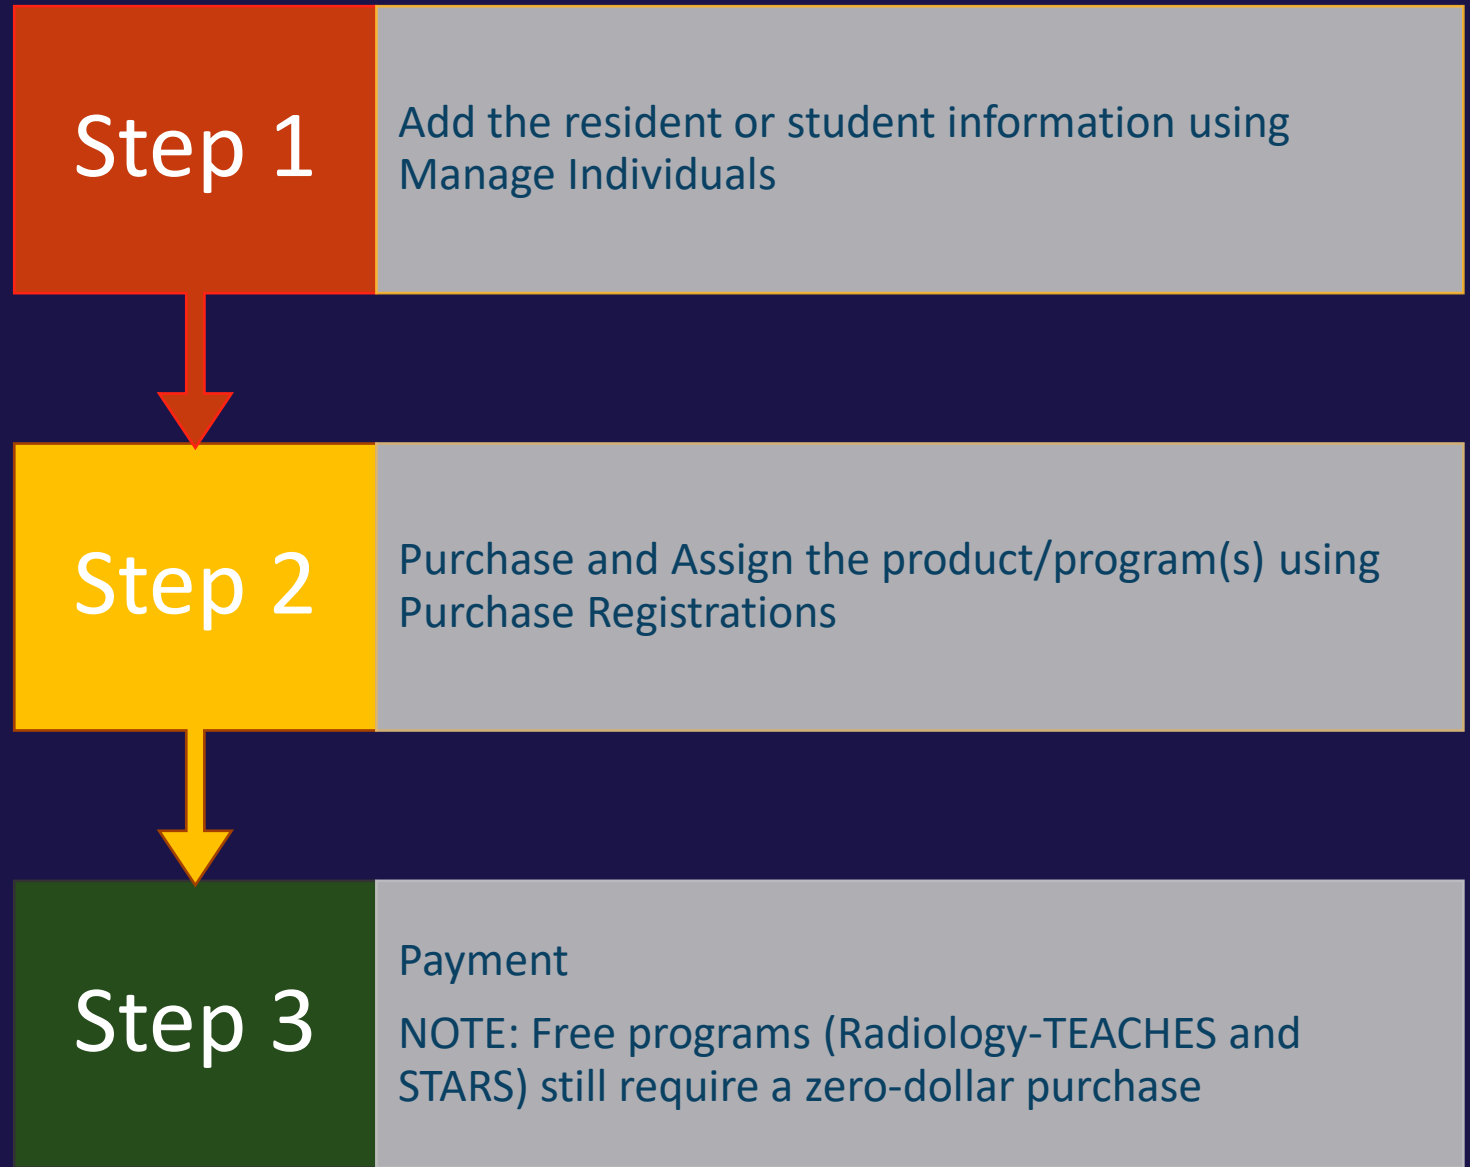 Step 1
Add the resident or student information using
Manage Individuals
Step 2
Purchase and Assign the product/program(s) using
Purchase Registrations
Step 3
Payment
NOTE: Free programs (Radiology-TEACHES and
STARS) still require a zero-dollar purchase